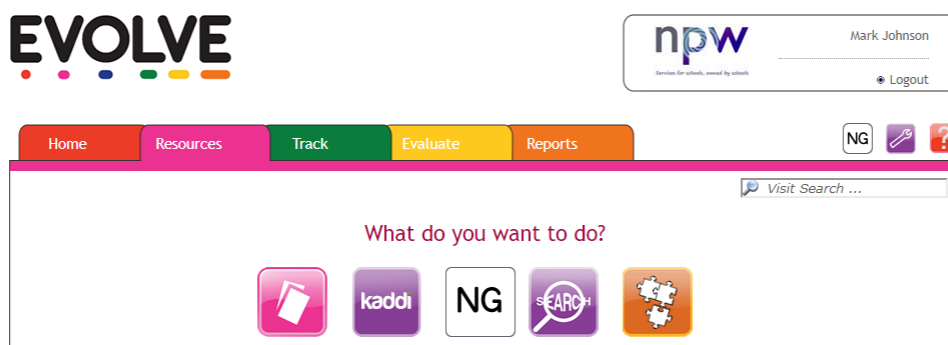 EVOLVE
npw
Services for schools, owned by schools
Mark Johnson
Logout
Home
Resources
Track
Evaluate
Reports
NG
?
Visit Search ...
What do you want to do?
kaddi
NG
SEARCH